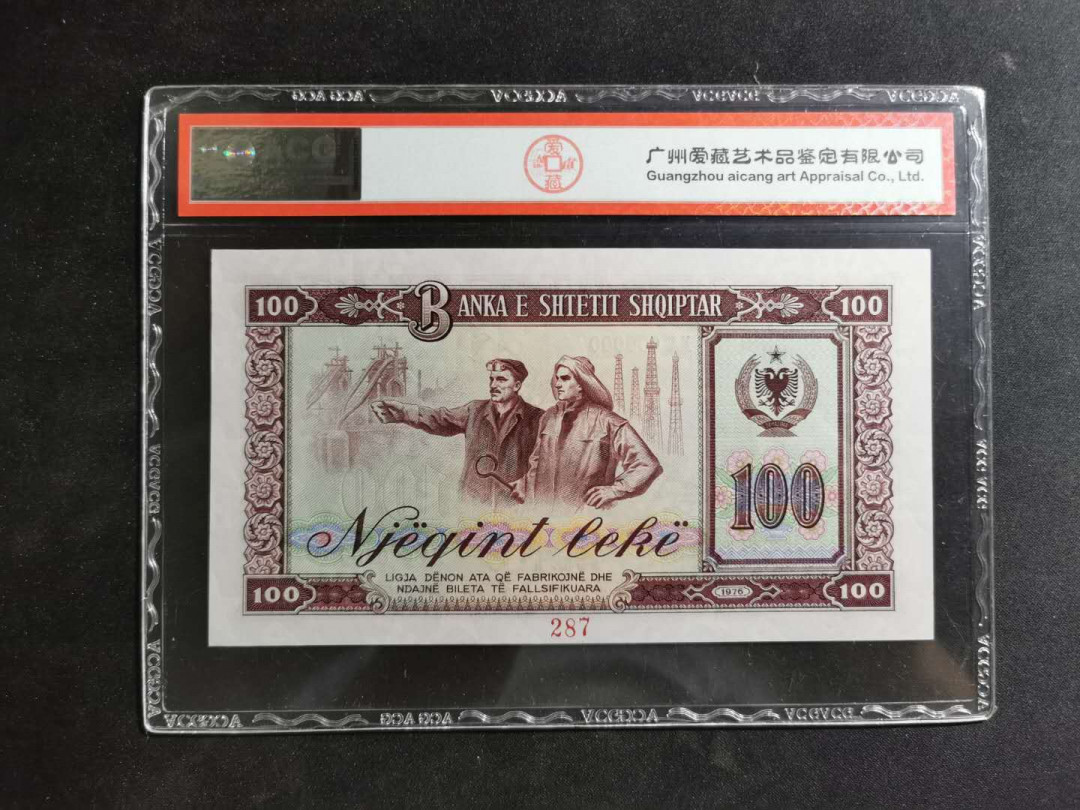 广州爱藏艺术品鉴定有限公司
Guangzhou aicang art Appraisal Co., Ltd.
100 BANKA E SHTETIT SHQIPTAR 100
100
Njëqint lekë
LIGJA DËNON ATA QË FABRIKOJNË DHE
NDAJNË BILETA TË FALLSIFIKUARA
100 1976 100
287